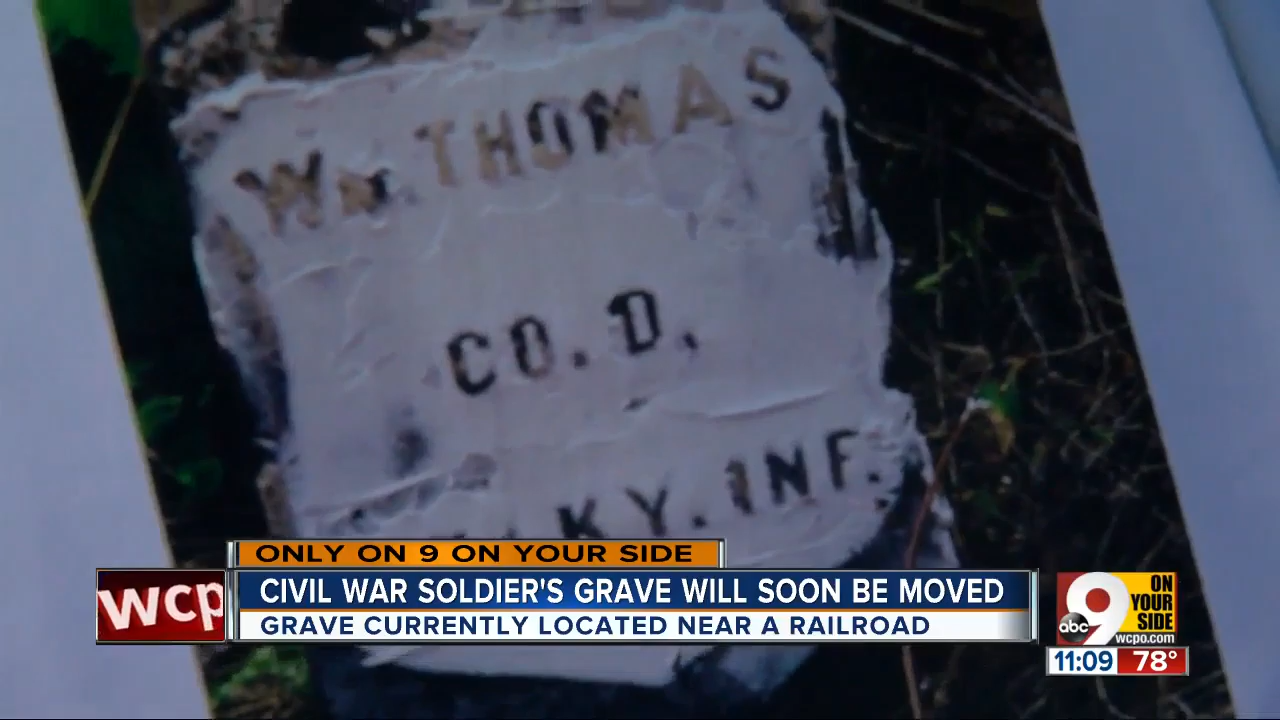 Wm. THOMAS
CO. D,
KY. INF.
ONLY ON 9 ON YOUR SIDE
wcp
CIVIL WAR SOLDIER'S GRAVE WILL SOON BE MOVED
GRAVE CURRENTLY LOCATED NEAR A RAILROAD
abc
9
ON
YOUR
SIDE
wcpo.com
11:09 78°